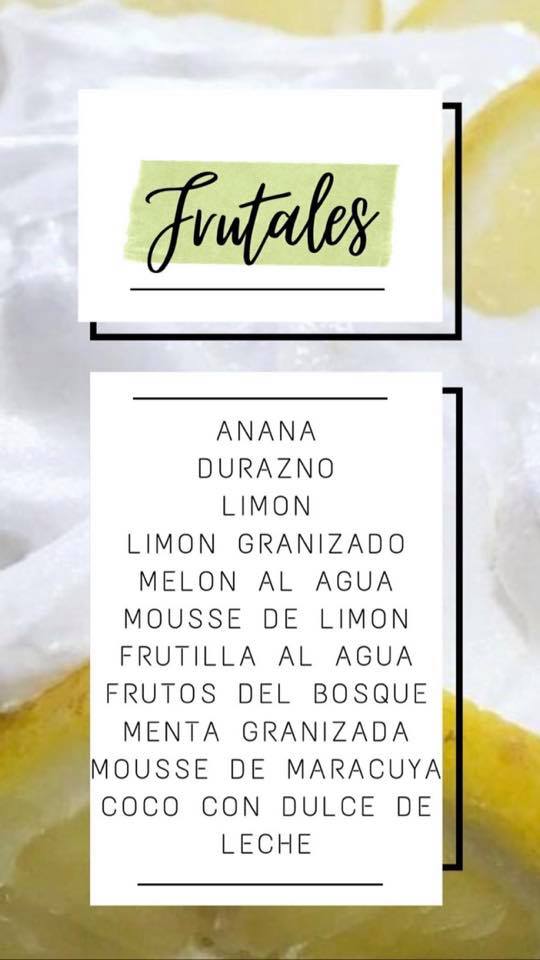 Frutales
ANANA
DURAZNO
LIMON
LIMON GRANIZADO
MELON AL AGUA
MOUSSE DE LIMON
FRUTILLA AL AGUA
FRUTOS DEL BOSQUE
MENTA GRANIZADA
MOUSSE DE MARACUYA
COCO CON DULCE DE
LECHE